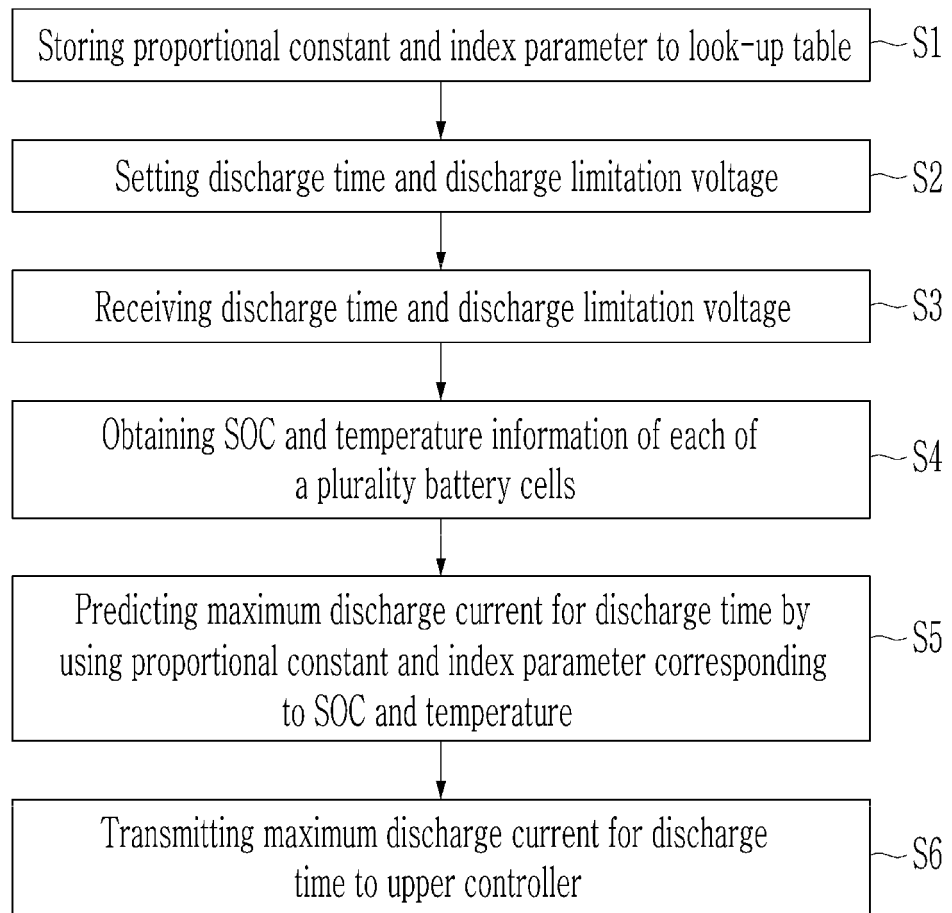 Storing proportional constant and index parameter to look-up table
S1
Setting discharge time and discharge limitation voltage
S2
Receiving discharge time and discharge limitation voltage
S3
Obtaining SOC and temperature information of each of
a plurality battery cells
S4
Predicting maximum discharge current for discharge time by
using proportional constant and index parameter corresponding
to SOC and temperature
S5
Transmitting maximum discharge current for discharge
time to upper controller
S6